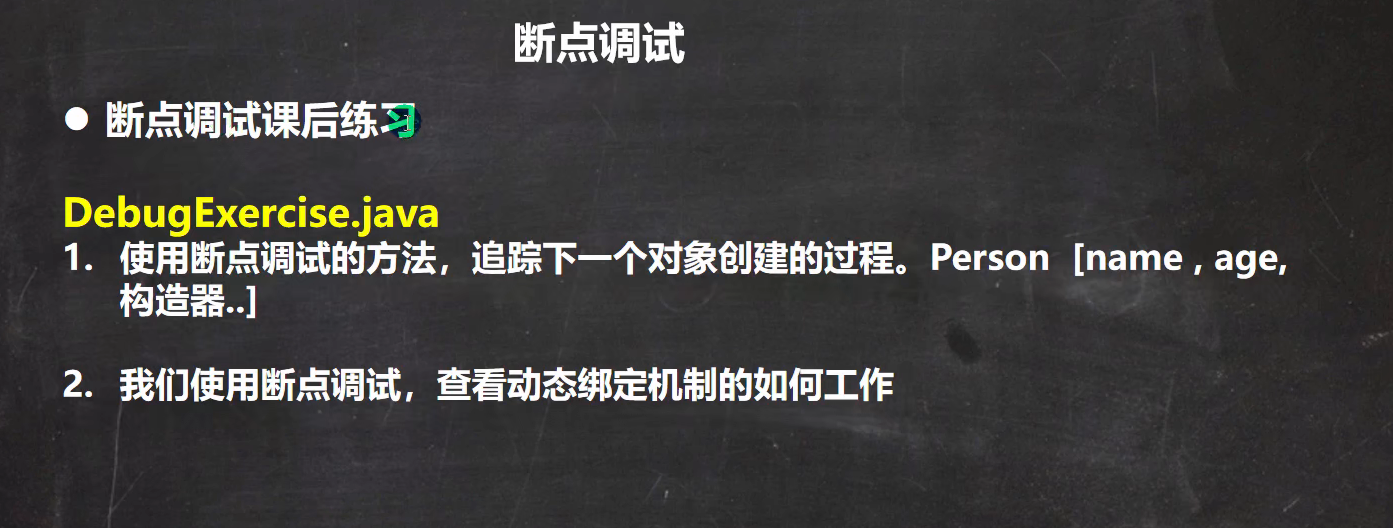 断点调试
● 断点调试课后练习
DebugExercise.java
1. 使用断点调试的方法，追踪下一个对象创建的过程。Person [name , age,
构造器..]
2. 我们使用断点调试，查看动态绑定机制的如何工作